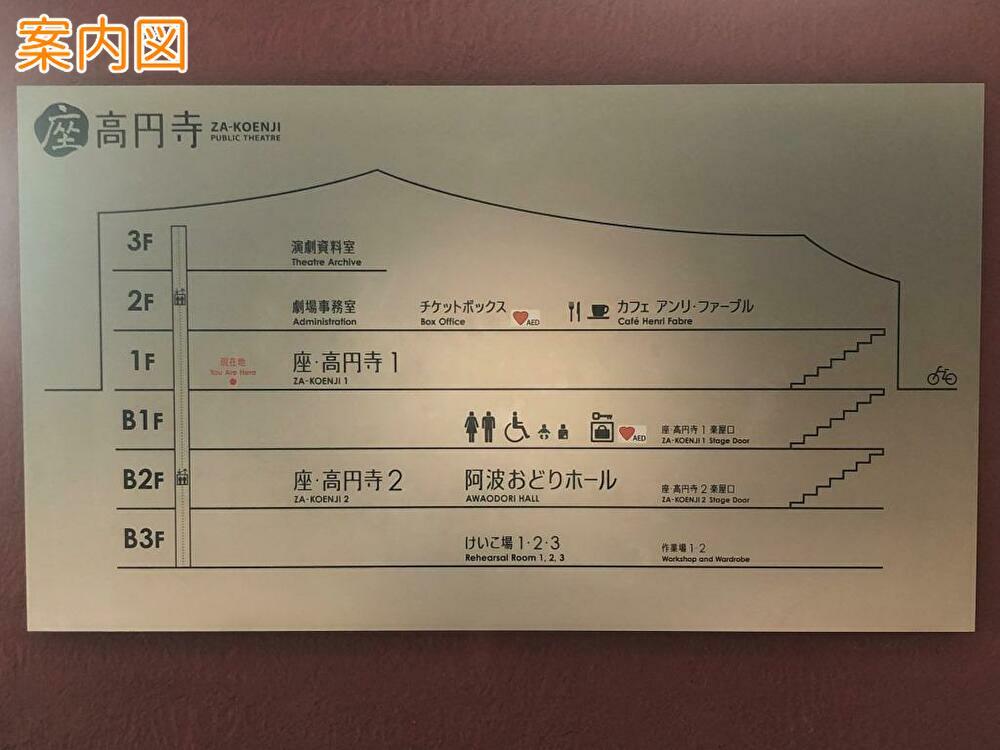 案内図
座 高円寺 ZA-KOENJI
PUBLIC THEATRE
3F 演劇資料室
Theatre Archive
2F 劇場事務室 チケットボックス AED カフェ アンリ・ファーブル
Administration Box Office Café Henri Fabre
1F 現在地 座・高円寺1
You Are Here ZA-KOENJI 1
B1F AED 座・高円寺1楽屋口
ZA-KOENJI 1 Stage Door
B2F 座・高円寺2 阿波おどりホール 座・高円寺2楽屋口
ZA-KOENJI 2 AWAODORI HALL ZA-KOENJI 2 Stage Door
B3F けいこ場1・2・3 作業場1・2
Rehearsal Room 1, 2, 3 Workshop and Wardrobe